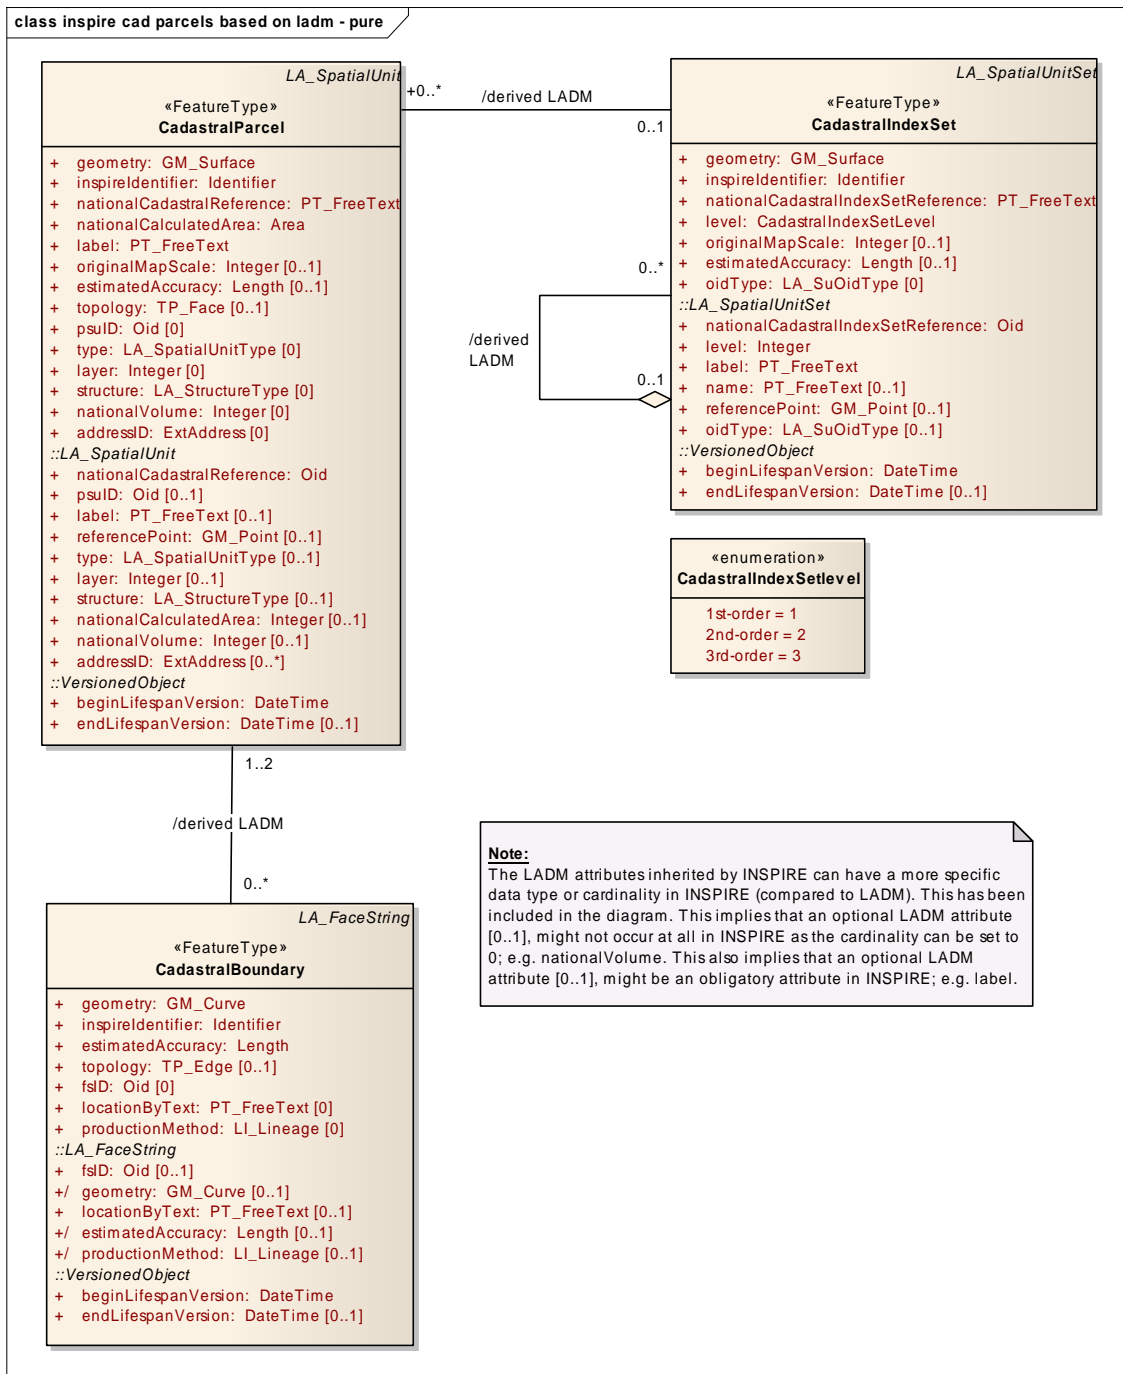 class inspire cad parcels based on ladm - pure
LA_SpatialUnit
«FeatureType»
CadastralParcel
+ geometry: GM_Surface
+ inspireIdentifier: Identifier
+ nationalCadastralReference: PT_FreeText
+ nationalCalculatedArea: Area
+ label: PT_FreeText
+ originalMapScale: Integer [0..1]
+ estimatedAccuracy: Length [0..1]
+ topology: TP_Face [0..1]
+ psuID: Oid [0]
+ type: LA_SpatialUnitType [0]
+ layer: Integer [0]
+ structure: LA_StructureType [0]
+ nationalVolume: Integer [0]
+ addressID: ExtAddress [0]
::LA_SpatialUnit
+ nationalCadastralReference: Oid
+ psuID: Oid [0..1]
+ label: PT_FreeText [0..1]
+ referencePoint: GM_Point [0..1]
+ type: LA_SpatialUnitType [0..1]
+ layer: Integer [0..1]
+ structure: LA_StructureType [0..1]
+ nationalCalculatedArea: Integer [0..1]
+ nationalVolume: Integer [0..1]
+ addressID: ExtAddress [0..*]
::VersionedObject
+ beginLifespanVersion: DateTime
+ endLifespanVersion: DateTime [0..1]
+0..*
/derived LADM
0..1
LA_SpatialUnitSet
«FeatureType»
CadastralIndexSet
+ geometry: GM_Surface
+ inspireIdentifier: Identifier
+ nationalCadastralIndexSetReference: PT_FreeText
+ level: CadastralIndexSetLevel
+ originalMapScale: Integer [0..1]
+ estimatedAccuracy: Length [0..1]
+ oidType: LA_SuOidType [0]
::LA_SpatialUnitSet
+ nationalCadastralIndexSetReference: Oid
+ level: Integer
+ label: PT_FreeText
+ name: PT_FreeText [0..1]
+ referencePoint: GM_Point [0..1]
+ oidType: LA_SuOidType [0..1]
::VersionedObject
+ beginLifespanVersion: DateTime
+ endLifespanVersion: DateTime [0..1]
0..*
/derived
LADM
0..1
«enumeration»
CadastralIndexSetlevel
1st-order = 1
2nd-order = 2
3rd-order = 3
1..2
/derived LADM
0..*
Note:
The LADM attributes inherited by INSPIRE can have a more specific
data type or cardinality in INSPIRE (compared to LADM). This has been
included in the diagram. This implies that an optional LADM attribute
[0..1], might not occur at all in INSPIRE as the cardinality can be set to
0; e.g. nationalVolume. This also implies that an optional LADM
attribute [0..1], might be an obligatory attribute in INSPIRE; e.g. label.
LA_FaceString
«FeatureType»
CadastralBoundary
+ geometry: GM_Curve
+ inspireIdentifier: Identifier
+ estimatedAccuracy: Length
+ topology: TP_Edge [0..1]
+ fsID: Oid [0]
+ locationByText: PT_FreeText [0]
+ productionMethod: LI_Lineage [0]
::LA_FaceString
+ fsID: Oid [0..1]
+/ geometry: GM_Curve [0..1]
+ locationByText: PT_FreeText [0..1]
+/ estimatedAccuracy: Length [0..1]
+/ productionMethod: LI_Lineage [0..1]
::VersionedObject
+ beginLifespanVersion: DateTime
+ endLifespanVersion: DateTime [0..1]